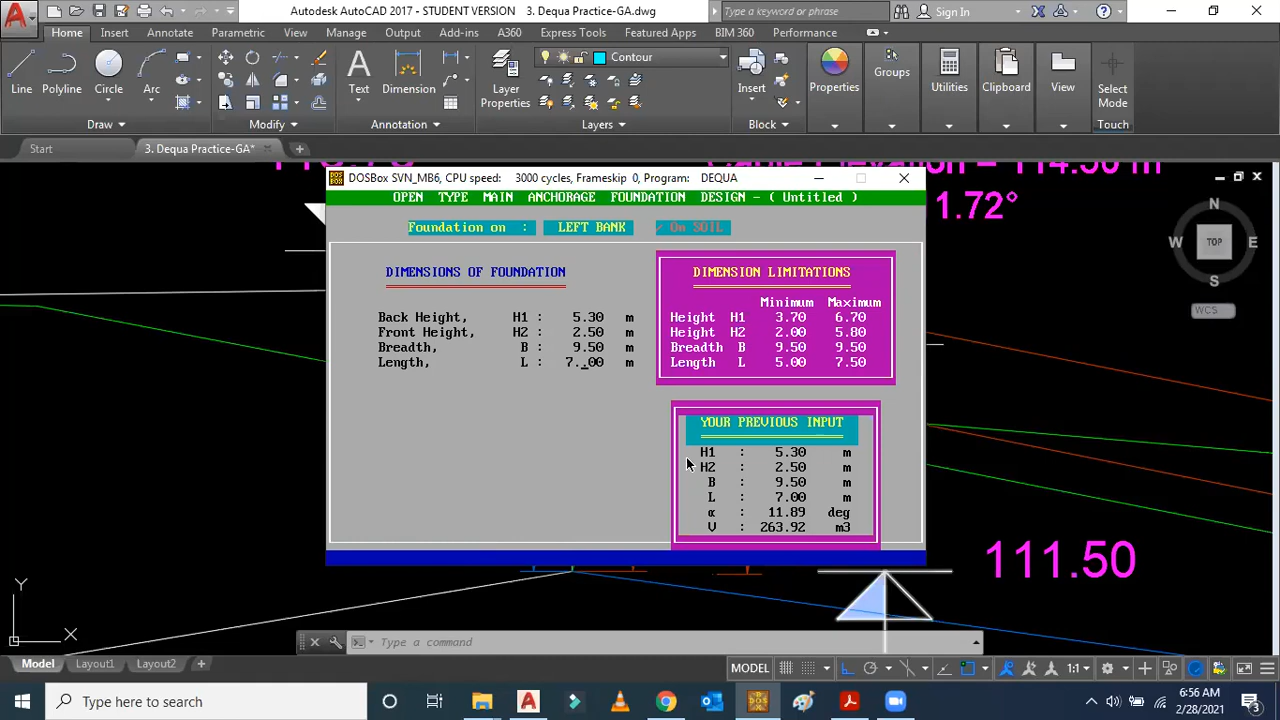 Autodesk AutoCAD 2017 - STUDENT VERSION 3. Dequa Practice-GA.dwg
Type a keyword or phrase
Sign In
Home Insert Annotate Parametric View Manage Output Add-ins A360 Express Tools Featured Apps BIM 360 Performance
Line Polyline Circle Arc
Text Dimension
Layer Properties
Contour
Insert
Properties
Groups
Utilities
Clipboard
View
Select Mode
Draw Modify Annotation Layers Block Touch
Start 3. Dequa Practice-GA*
1.72°
DOSBox SVN_MB6, CPU speed: 3000 cycles, Frameskip 0, Program: DEQUA
OPEN TYPE MAIN ANCHORAGE FOUNDATION DESIGN - ( Untitled )
Foundation on : LEFT BANK ✓ On SOIL
DIMENSIONS OF FOUNDATION
Back Height, H1 : 5.30 m
Front Height, H2 : 2.50 m
Breadth, B : 9.50 m
Length, L : 7.00 m
DIMENSION LIMITATIONS
Minimum Maximum
Height H1 3.70 6.70
Height H2 2.00 5.80
Breadth B 9.50 9.50
Length L 5.00 7.50
YOUR PREVIOUS INPUT
H1 : 5.30 m
H2 : 2.50 m
B : 9.50 m
L : 7.00 m
α : 11.89 deg
V : 263.92 m3
N
W TOP E
S
WCS
111.50
Y
X
Type a command
Model Layout1 Layout2
MODEL
1:1
Type here to search
6:56 AM
2/28/2021
3